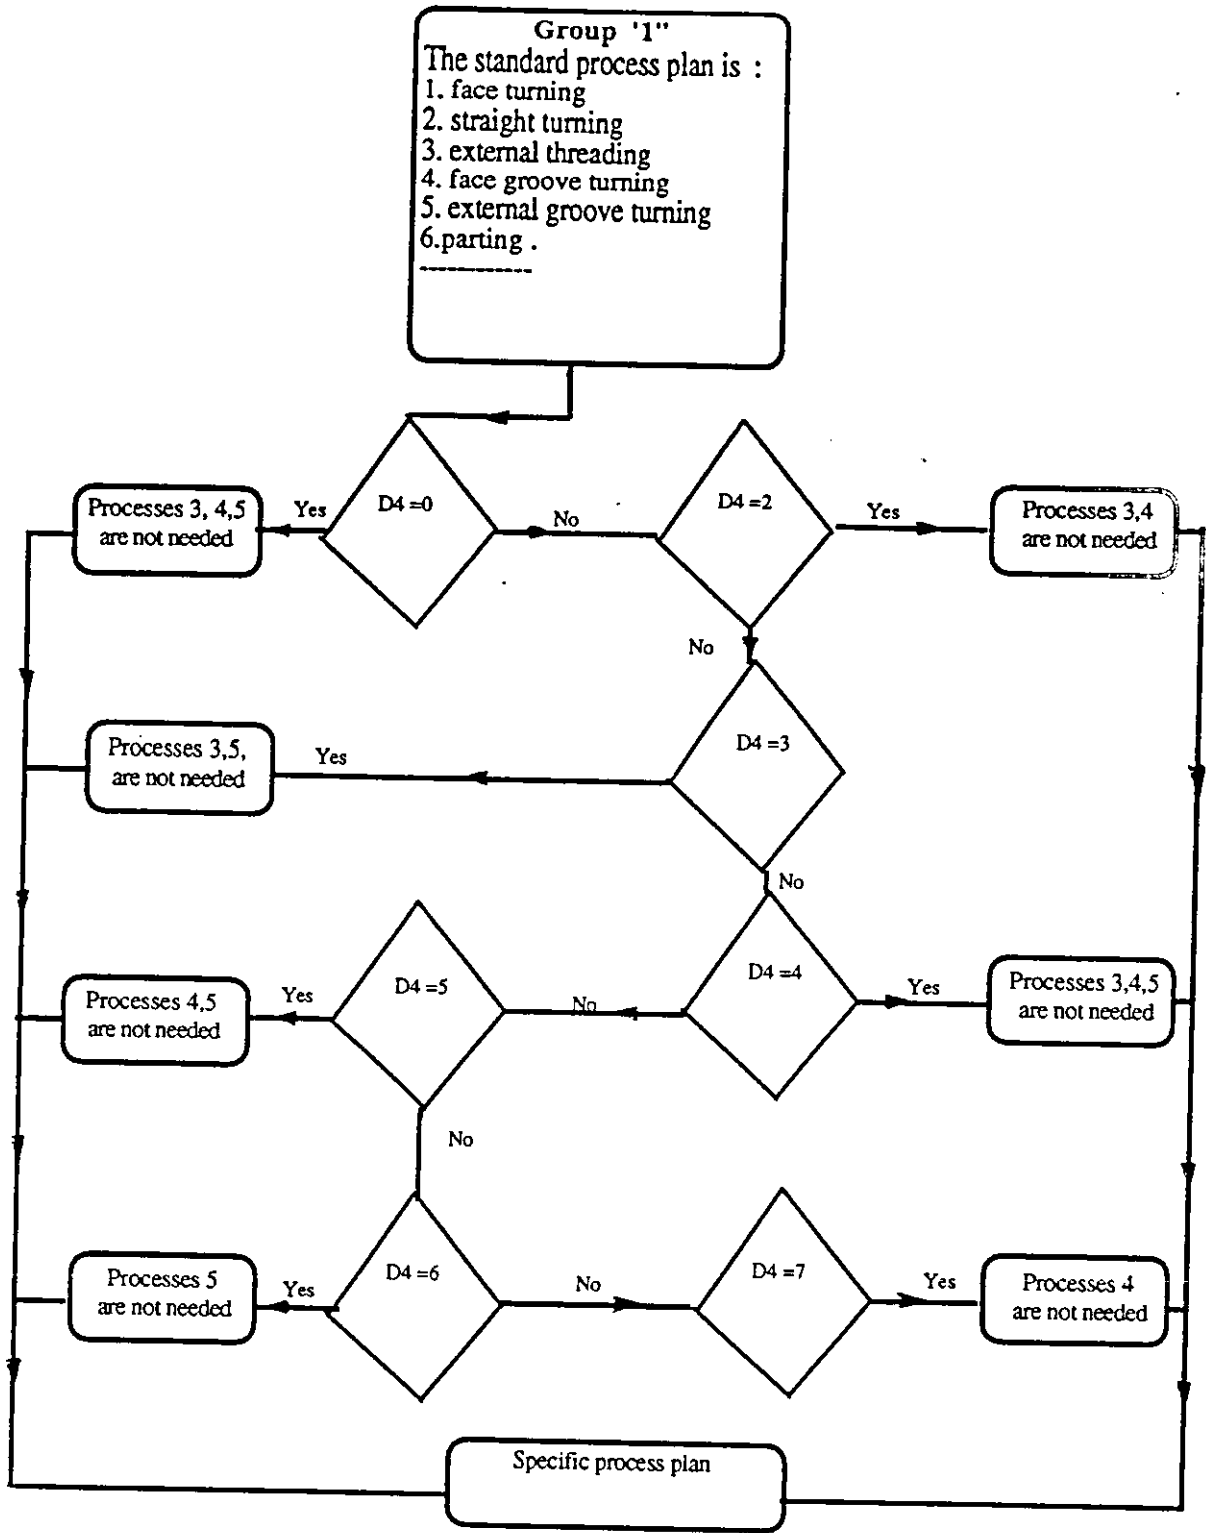 Group '1"
The standard process plan is :
1. face turning
2. straight turning
3. external threading
4. face groove turning
5. external groove turning
6.parting .
------------
D4 =0
D4 =2
Yes
No
Yes
Processes 3, 4,5
are not needed
Processes 3,4
are not needed
No
D4 =3
Processes 3,5,
are not needed
Yes
No
D4 =5
D4 =4
Processes 4,5
are not needed
Yes
No
Yes
Processes 3,4,5
are not needed
No
D4 =6
D4 =7
Processes 5
are not needed
Yes
No
Yes
Processes 4
are not needed
Specific process plan